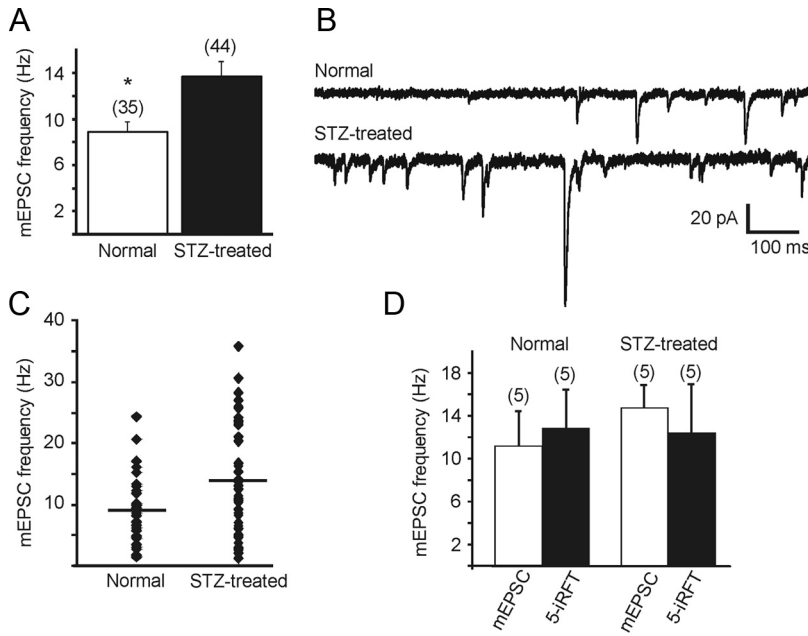 A
mEPSC frequency (Hz)
14
10
6
2
*
(35)
(44)
Normal
STZ-treated
B
Normal
STZ-treated
20 pA
100 ms
C
mEPSC frequency (Hz)
40
30
20
10
Normal
STZ-treated
D
mEPSC frequency (Hz)
18
14
10
6
2
Normal
STZ-treated
(5)
(5)
(5)
(5)
mEPSC
5-iRFT
mEPSC
5-iRFT